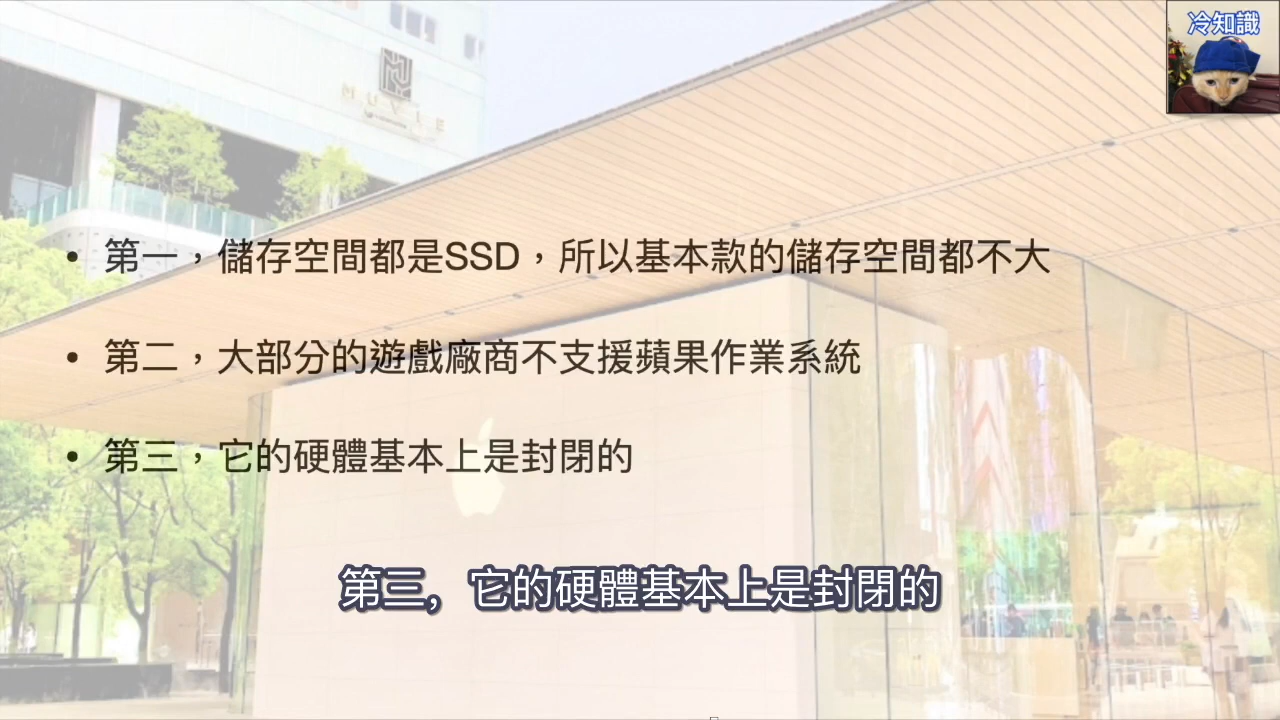 冷知識
MUVIE
• 第一，儲存空間都是SSD，所以基本款的儲存空間都不大
• 第二，大部分的遊戲廠商不支援蘋果作業系統
• 第三，它的硬體基本上是封閉的
第三，它的硬體基本上是封閉的